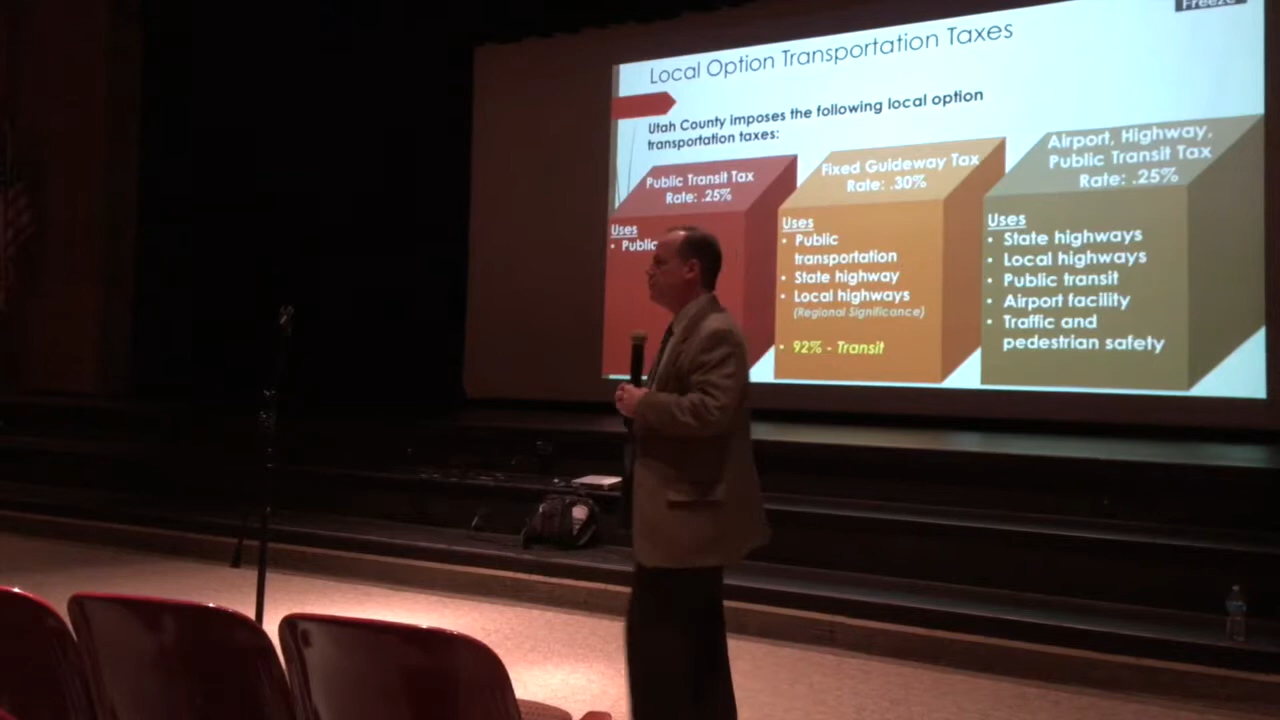 Freeze
Local Option Transportation Taxes
Utah County imposes the following local option
transportation taxes:
Public Transit Tax
Rate: .25%
Uses
• Public
Fixed Guideway Tax
Rate: .30%
Uses
• Public
transportation
• State highway
• Local highways
(Regional Significance)
• 92% - Transit
Airport, Highway,
Public Transit Tax
Rate: .25%
Uses
• State highways
• Local highways
• Public transit
• Airport facility
• Traffic and
pedestrian safety